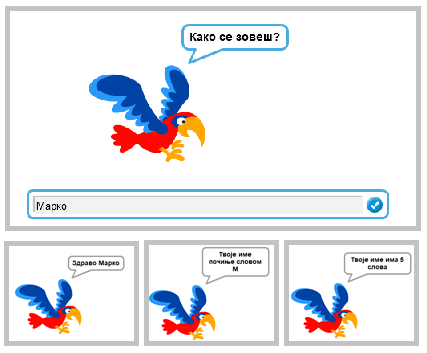 Како се зовеш?
Марко
Здраво Марко
Твоје име
почиње словом
М
Твоје име има 5
слова